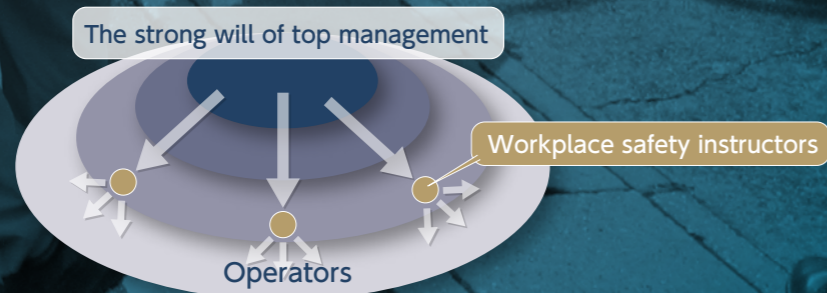 The strong will of top management
Workplace safety instructors
Operators